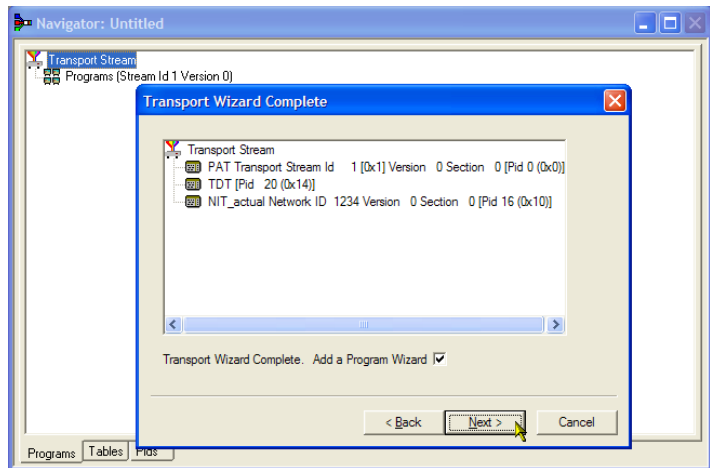 Navigator: Untitled
Transport Stream
Programs (Stream Id 1 Version 0)
Transport Wizard Complete
Transport Stream
PAT Transport Stream Id 1 [0x1] Version 0 Section 0 [Pid 0 (0x0)]
TDT [Pid 20 (0x14)]
NIT_actual Network ID 1234 Version 0 Section 0 [Pid 16 (0x10)]
Transport Wizard Complete. Add a Program Wizard
< Back Next > Cancel
Programs Tables Pids